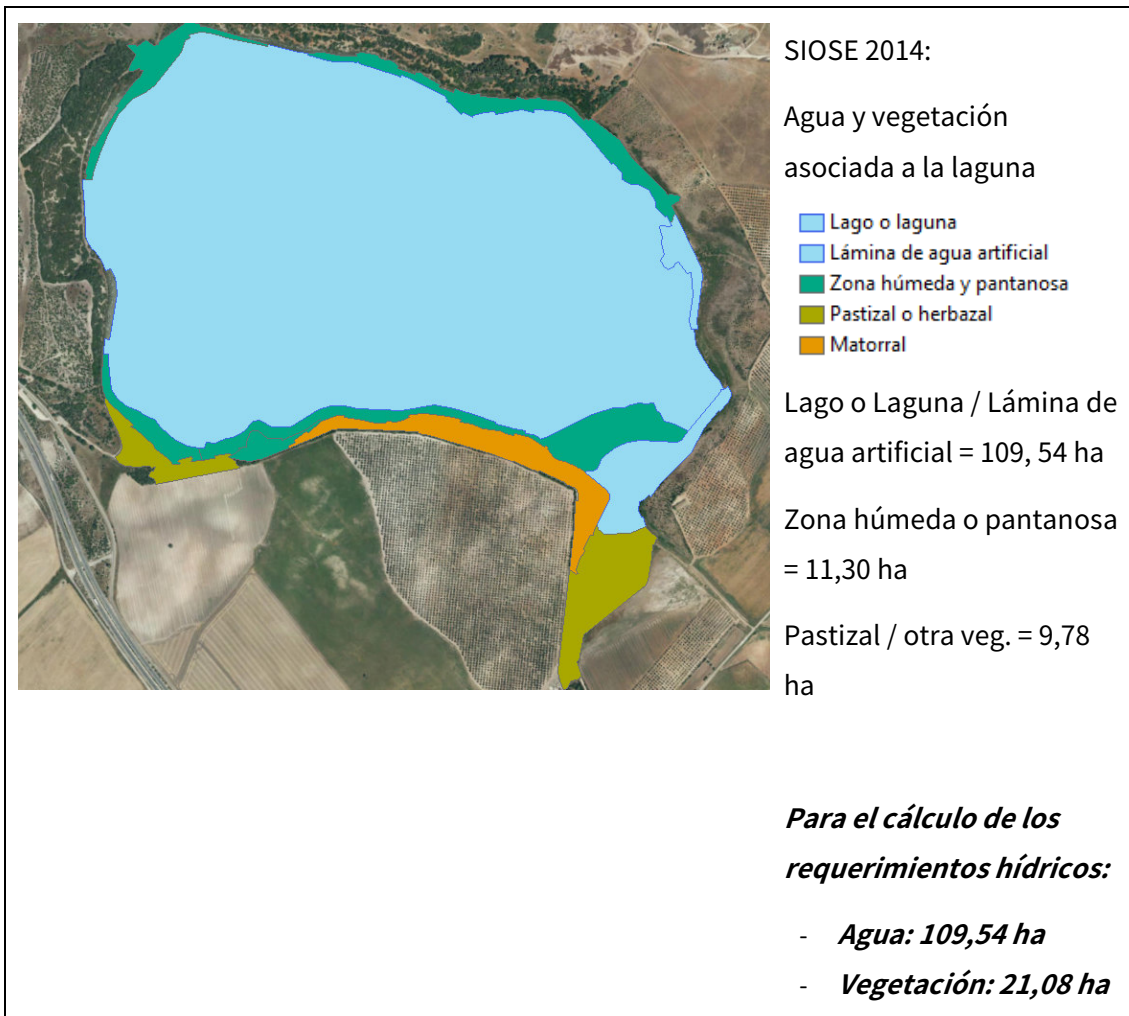 SIOSE 2014:
Agua y vegetación
asociada a la laguna
Lago o laguna
Lámina de agua artificial
Zona húmeda y pantanosa
Pastizal o herbazal
Matorral
Lago o Laguna / Lámina de
agua artificial = 109, 54 ha
Zona húmeda o pantanosa
= 11,30 ha
Pastizal / otra veg. = 9,78
ha
Para el cálculo de los
requerimientos hídricos:
- Agua: 109,54 ha
- Vegetación: 21,08 ha